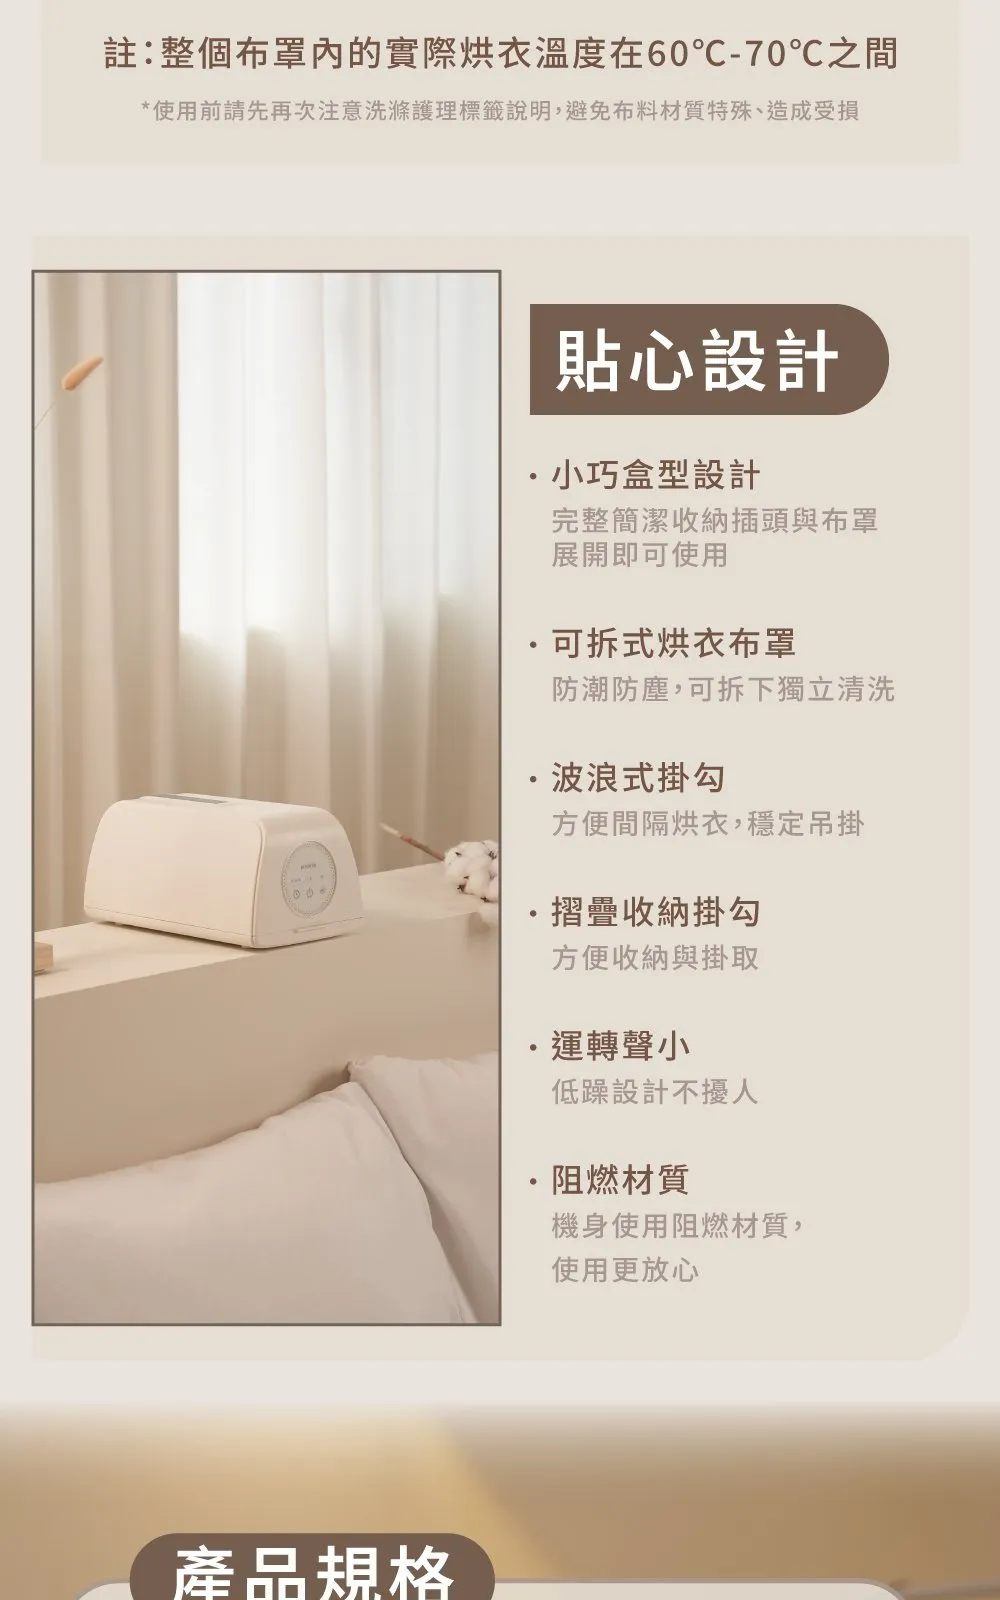 註:整個布罩內的實際烘衣溫度在60℃-70℃之間
*使用前請先再次注意洗滌護理標籤說明,避免布料材質特殊、造成受損
貼心設計
・小巧盒型設計
完整簡潔收納插頭與布罩
展開即可使用
・可拆式烘衣布罩
防潮防塵,可拆下獨立清洗
・波浪式掛勾
方便間隔烘衣,穩定吊掛
・摺疊收納掛勾
方便收納與掛取
・運轉聲小
低躁設計不擾人
・阻燃材質
機身使用阻燃材質,
使用更放心
產品規格